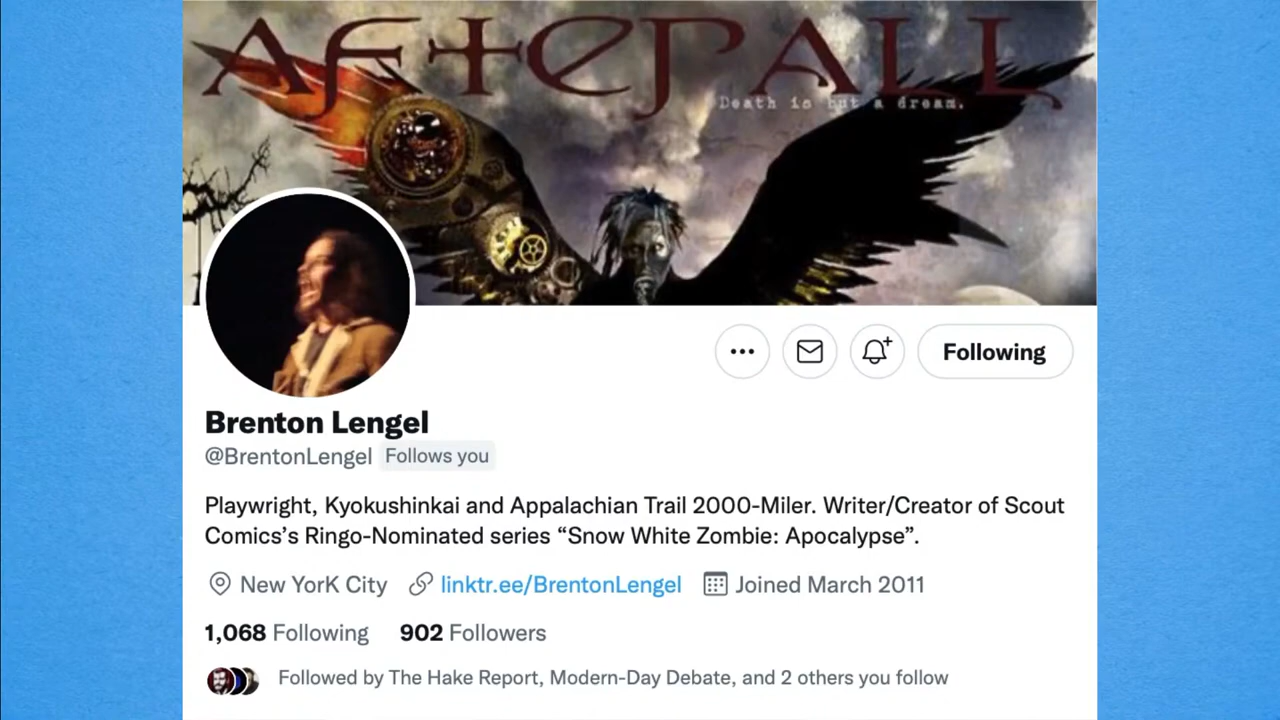 AFTERALL
Death is but a dream.
Following
Brenton Lengel
@BrentonLengel Follows you
Playwright, Kyokushinkai and Appalachian Trail 2000-Miler. Writer/Creator of Scout
Comics’s Ringo-Nominated series “Snow White Zombie: Apocalypse”.
New YorK City linktr.ee/BrentonLengel Joined March 2011
1,068 Following 902 Followers
Followed by The Hake Report, Modern-Day Debate, and 2 others you follow